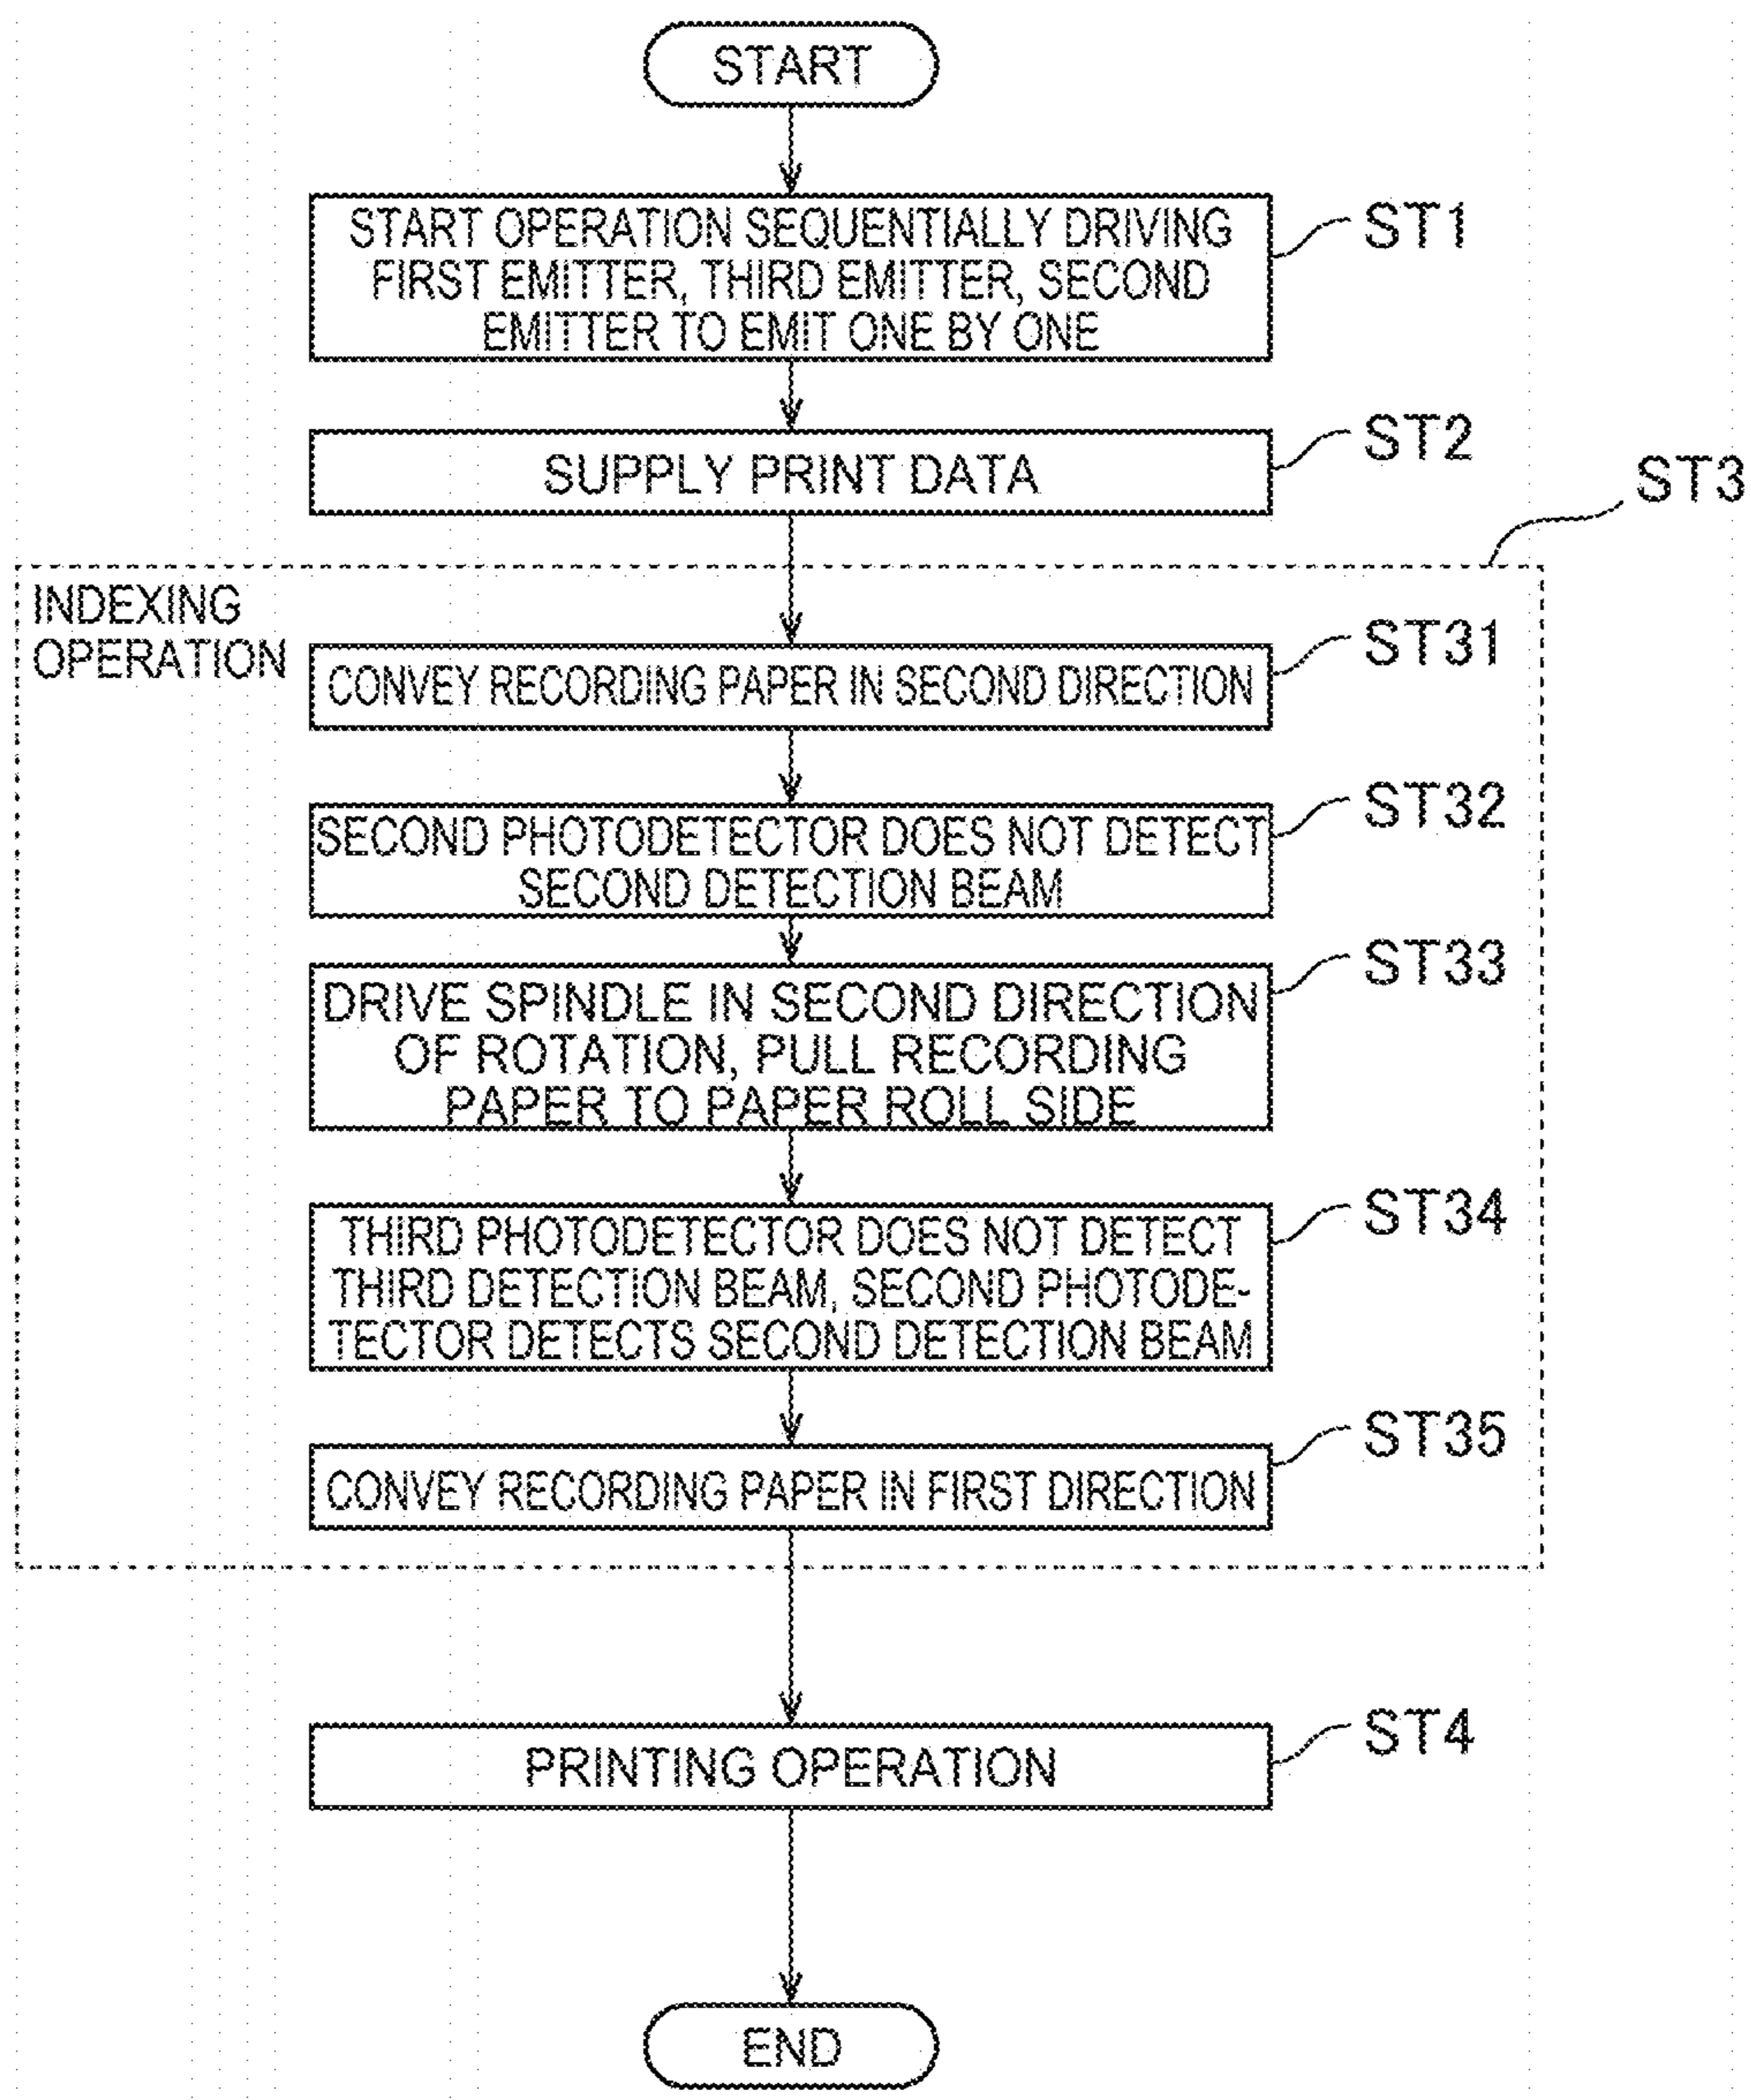 START
START OPERATION SEQUENTIALLY DRIVING
FIRST EMITTER, THIRD EMITTER, SECOND
EMITTER TO EMIT ONE BY ONE
ST1
SUPPLY PRINT DATA
ST2
ST3
INDEXING
OPERATION
CONVEY RECORDING PAPER IN SECOND DIRECTION
ST31
SECOND PHOTODETECTOR DOES NOT DETECT
SECOND DETECTION BEAM
ST32
DRIVE SPINDLE IN SECOND DIRECTION
OF ROTATION, PULL RECORDING
PAPER TO PAPER ROLL SIDE
ST33
THIRD PHOTODETECTOR DOES NOT DETECT
THIRD DETECTION BEAM, SECOND PHOTODE-
TECTOR DETECTS SECOND DETECTION BEAM
ST34
CONVEY RECORDING PAPER IN FIRST DIRECTION
ST35
PRINTING OPERATION
ST4
END